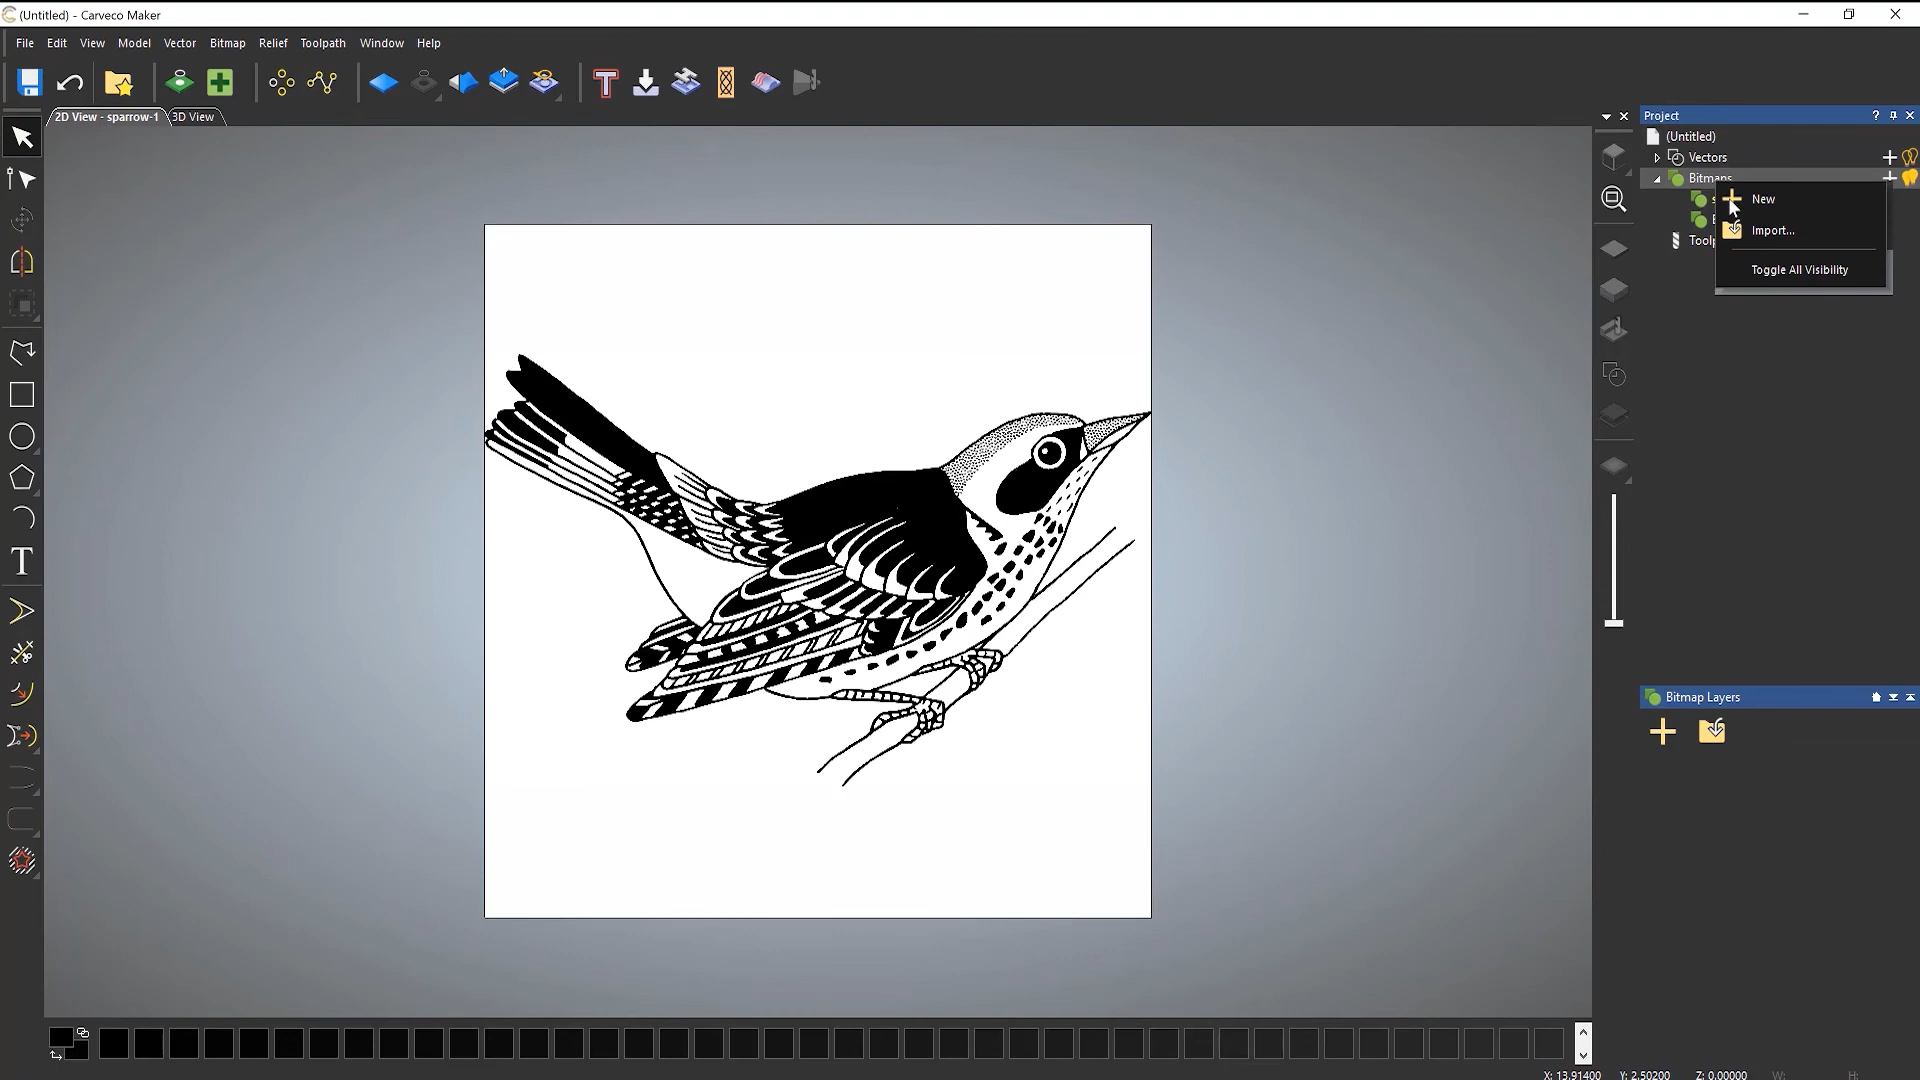 (Untitled) - Carveco Maker
File Edit View Model Vector Bitmap Relief Toolpath Window Help
2D View - sparrow-1 3D View
Project
(Untitled)
Vectors
Bitmaps
New
Import...
Toggle All Visibility
Bitmap Layers
X: 13.91400 Y: 2.50200 Z: 0.00000 W: H: